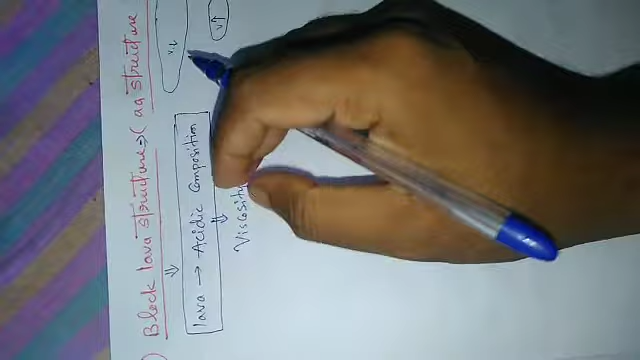 ) Block lava structure → (aa structure
lava → Acidic Composition
Viscosity
V↑